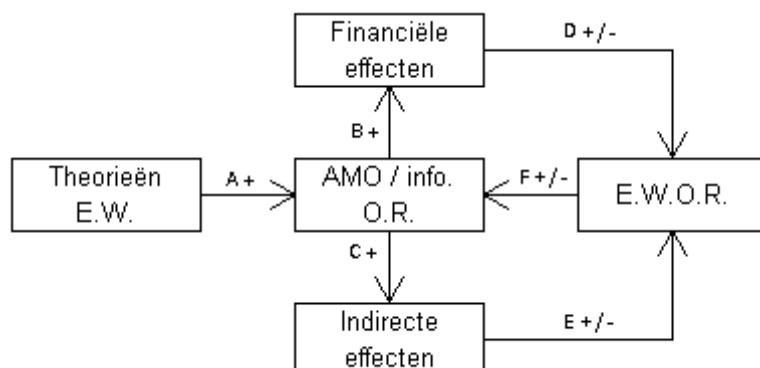 Financiële
effecten
D +/-
B +
Theorieën
E.W.
A +
AMO / info.
O.R.
F +/-
E.W.O.R.
C +
Indirecte
effecten
E +/-